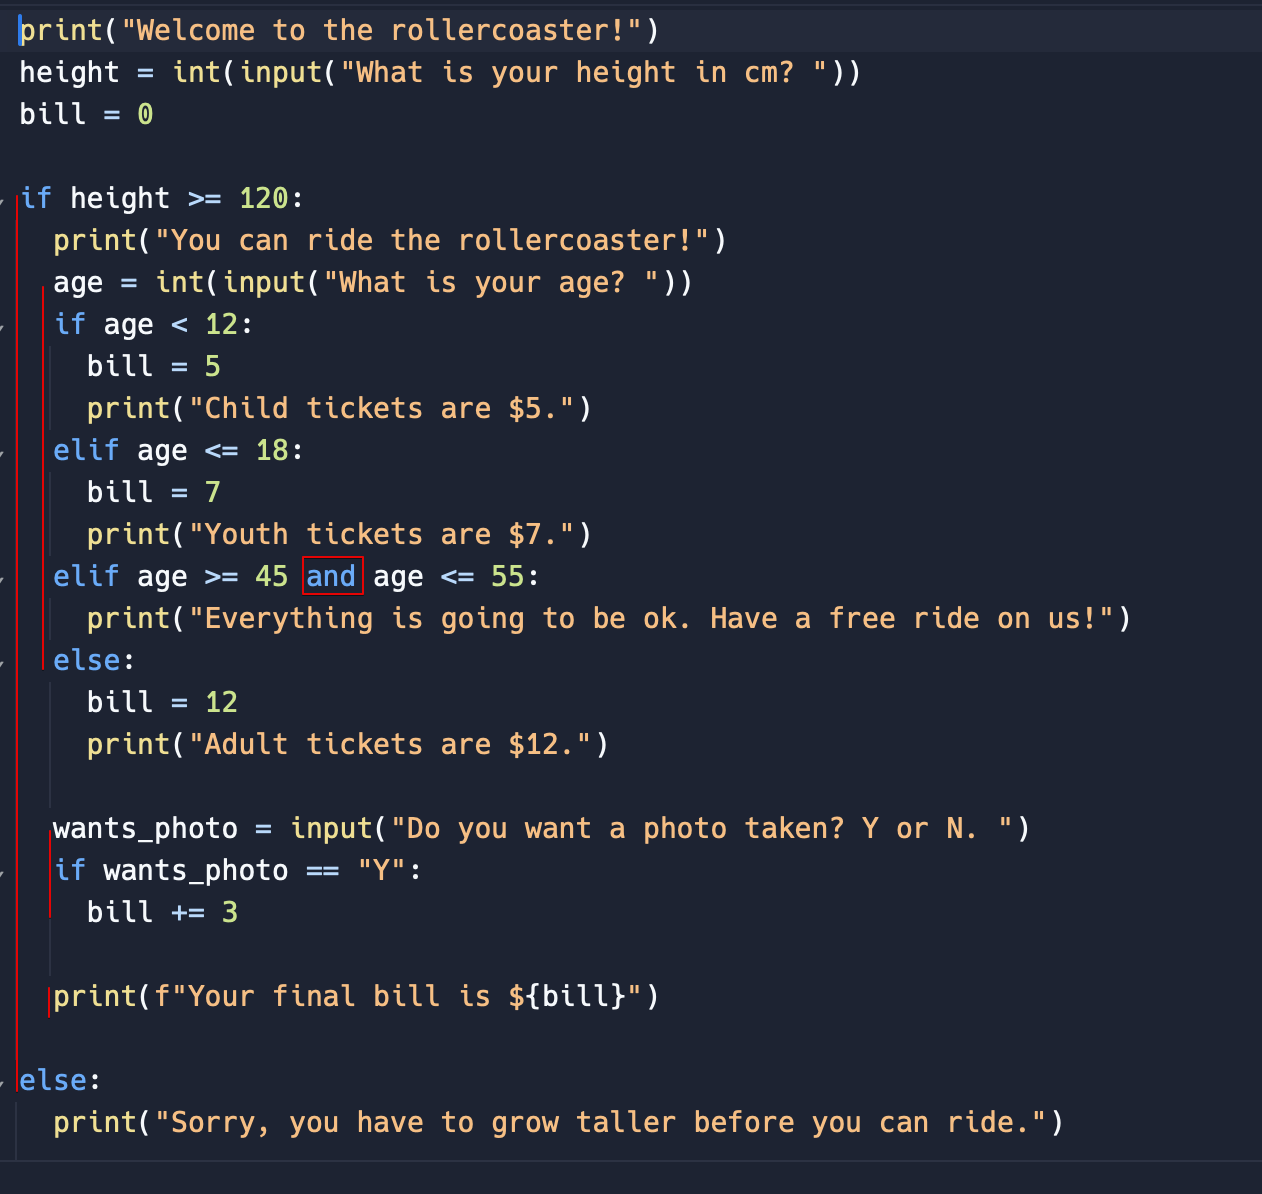 print("Welcome to the rollercoaster!")
height = int(input("What is your height in cm? "))
bill = 0
if height >= 120:
  print("You can ride the rollercoaster!")
  age = int(input("What is your age? "))
  if age < 12:
    bill = 5
    print("Child tickets are $5.")
  elif age <= 18:
    bill = 7
    print("Youth tickets are $7.")
  elif age >= 45 and age <= 55:
    print("Everything is going to be ok. Have a free ride on us!")
  else:
    bill = 12
    print("Adult tickets are $12.")
  wants_photo = input("Do you want a photo taken? Y or N. ")
  if wants_photo == "Y":
    bill += 3
  print(f"Your final bill is ${bill}")
else:
  print("Sorry, you have to grow taller before you can ride.")